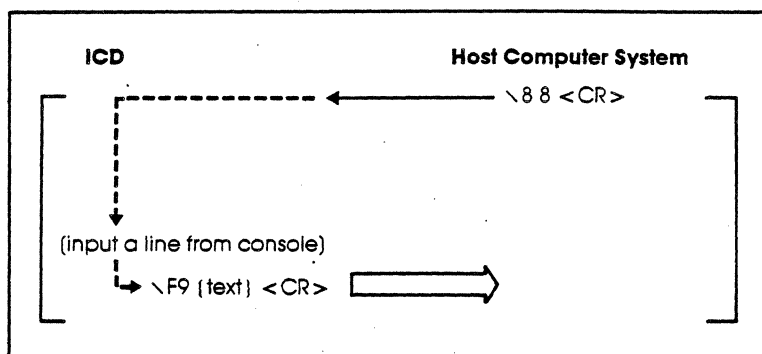 ICD Host Computer System
\8 8 <CR>
(input a line from console)
\F9 {text} <CR>